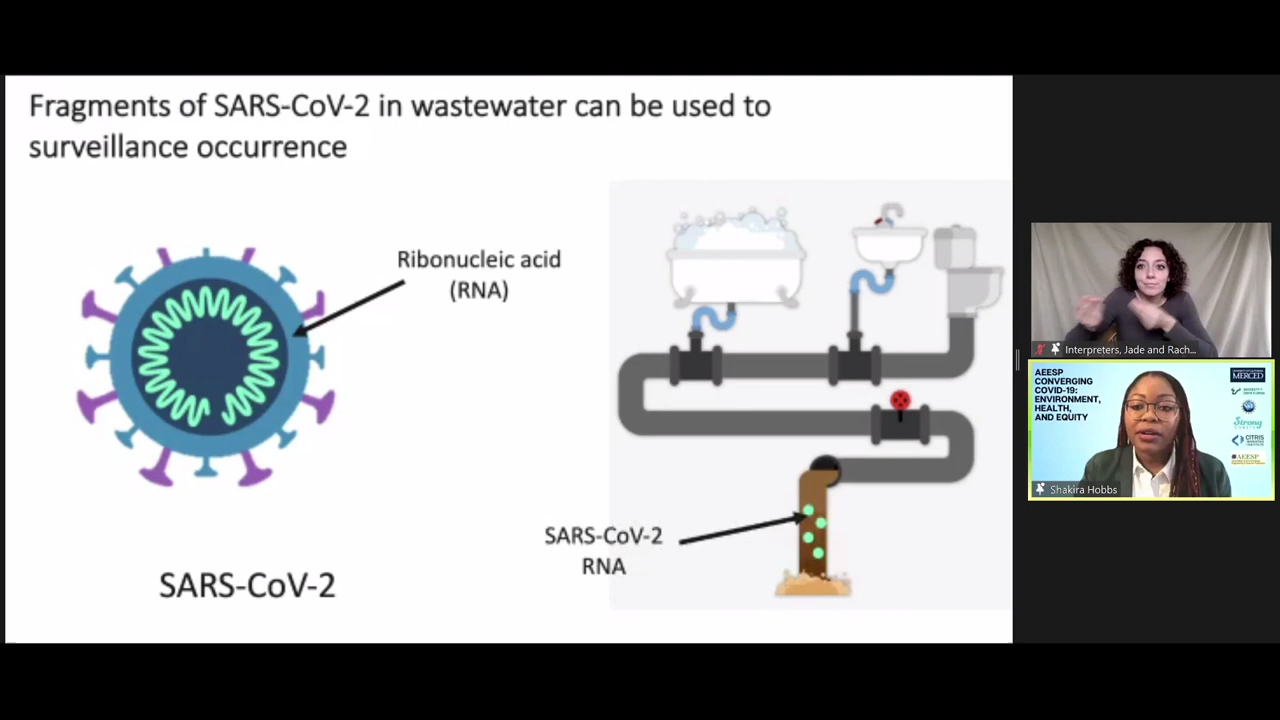 Fragments of SARS-CoV-2 in wastewater can be used to
surveillance occurrence
Ribonucleic acid
(RNA)
SARS-CoV-2
RNA
SARS-CoV-2
Interpreters, Jade and Rach...
AEESP
CONVERGING
COVID-19:
ENVIRONMENT,
HEALTH,
AND EQUITY
MERCED
Strong
CITRIS
AEESP
Shakira Hobbs